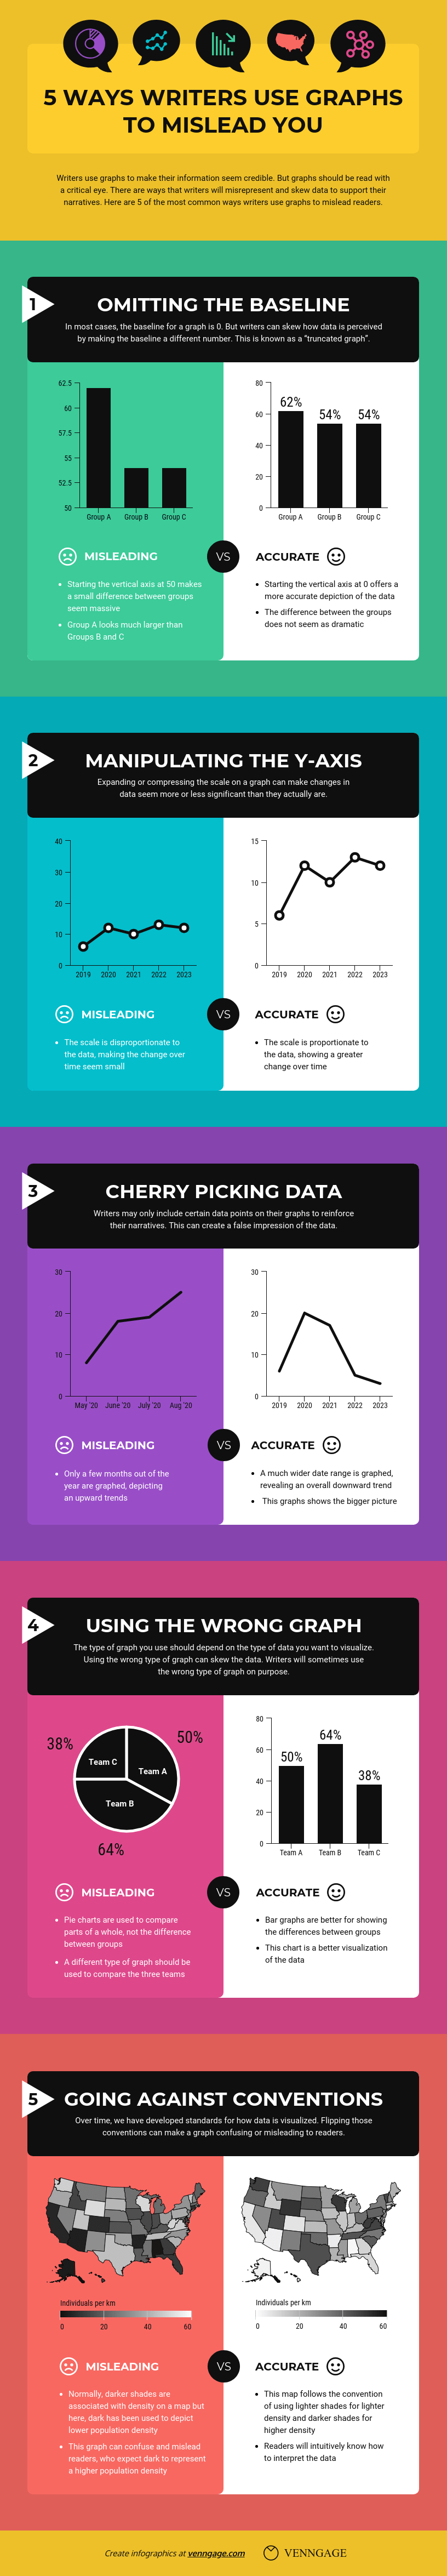 5 WAYS WRITERS USE GRAPHS
TO MISLEAD YOU
Writers use graphs to make their information seem credible. But graphs should be read with
a critical eye. There are ways that writers will misrepresent and skew data to support their
narratives. Here are 5 of the most common ways writers use graphs to mislead readers.
1
OMITTING THE BASELINE
In most cases, the baseline for a graph is 0. But writers can skew how data is perceived
by making the baseline a different number. This is known as a “truncated graph”.
62.5
60
57.5
55
52.5
50
Group A Group B Group C
80
60
40
20
0
62%
54%
54%
Group A Group B Group C
MISLEADING
VS
ACCURATE
• Starting the vertical axis at 50 makes
a small difference between groups
seem massive
• Group A looks much larger than
Groups B and C
• Starting the vertical axis at 0 offers a
more accurate depiction of the data
• The difference between the groups
does not seem as dramatic
2
MANIPULATING THE Y-AXIS
Expanding or compressing the scale on a graph can make changes in
data seem more or less significant than they actually are.
40
30
20
10
0
2019 2020 2021 2022 2023
15
10
5
0
2019 2020 2021 2022 2023
MISLEADING
VS
ACCURATE
• The scale is disproportionate to
the data, making the change over
time seem small
• The scale is proportionate to
the data, showing a greater
change over time
3
CHERRY PICKING DATA
Writers may only include certain data points on their graphs to reinforce
their narratives. This can create a false impression of the data.
30
20
10
0
May '20 June '20 July '20 Aug '20
30
20
10
0
2019 2020 2021 2022 2023
MISLEADING
VS
ACCURATE
• Only a few months out of the
year are graphed, depicting
an upward trends
• A much wider date range is graphed,
revealing an overall downward trend
• This graphs shows the bigger picture
4
USING THE WRONG GRAPH
The type of graph you use should depend on the type of data you want to visualize.
Using the wrong type of graph can skew the data. Writers will sometimes use
the wrong type of graph on purpose.
38%
50%
Team C
Team A
Team B
64%
80
60
40
20
0
50%
64%
38%
Team A Team B Team C
MISLEADING
VS
ACCURATE
• Pie charts are used to compare
parts of a whole, not the difference
between groups
• A different type of graph should be
used to compare the three teams
• Bar graphs are better for showing
the differences between groups
• This chart is a better visualization
of the data
5
GOING AGAINST CONVENTIONS
Over time, we have developed standards for how data is visualized. Flipping those
conventions can make a graph confusing or misleading to readers.
Individuals per km
0 20 40 60
Individuals per km
0 20 40 60
MISLEADING
VS
ACCURATE
• Normally, darker shades are
associated with density on a map but
here, dark has been used to depict
lower population density
• This graph can confuse and mislead
readers, who expect dark to represent
a higher population density
• This map follows the convention
of using lighter shades for lighter
density and darker shades for
higher density
• Readers will intuitively know how
to interpret the data
Create infographics at venngage.com
VENNGAGE